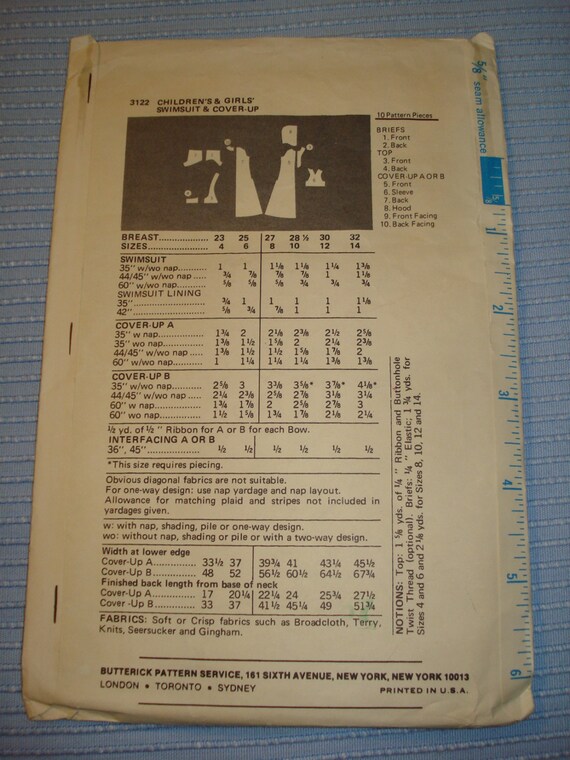 3122 CHILDREN'S & GIRLS'
SWIMSUIT & COVER-UP
10 Pattern Pieces
BRIEFS
1. Front
2. Back
TOP
3. Front
4. Back
COVER-UP A OR B
5. Front
6. Sleeve
7. Back
8. Hood
9. Front Facing
10. Back Facing
BREAST.................... 23 25 27 28 ½ 30 32
SIZES....................... 4 6 8 10 12 14
SWIMSUIT
35" w/wo nap........... 1 1 1⅛ 1⅛ 1¼ 1⅜
44/45" w/wo nap...... ¾ ⅞ ⅞ ⅞ 1 1⅛
60" w/wo nap........... ⅝ ⅝ ⅝ ¾ ¾ ¾
SWIMSUIT LINING
35"........................... ¾ 1 1 1 1 1⅛
42"........................... ⅝ ¾ ⅞ 1 1 1
COVER-UP A
35" w nap................ 1¾ 2 2⅛ 2⅜ 2½ 2⅝
35" wo nap.............. 1⅜ 1½ 1⅝ 2 2¼ 2⅜
44/45" w/wo nap ..... 1⅜ 1½ 1½ 1⅝ 1⅞ 2
60" w/wo nap........... 1 1¼ 1¼ 1¼ 1⅜ 1⅜
COVER-UP B
35" w/wo nap........... 2⅝ 3 3⅜ 3⅝* 3⅞* 4⅛*
44/45" w/wo nap...... 2¼ 2⅜ 2⅝ 2⅞ 3⅛ 3¼
60" w nap................ 1¾ 1⅞ 2 2⅝ 2⅞ 3
60" wo nap.............. 1½ 1⅝ 1¾ 1⅞ 2⅛ 2¼
½ yd. of ½" Ribbon for A or B for each Bow.
INTERFACING A OR B
36", 45".................... ½ ½ ½ ½ ½ ½
*This size requires piecing.
Obvious diagonal fabrics are not suitable.
For one-way design: use nap yardage and nap layout.
Allowance for matching plaid and stripes not included in
yardages given.
w: with nap, shading, pile or one-way design.
wo: without nap, shading or pile or with a two-way design.
Width at lower edge
Cover-Up A........ 33½ 37 39¾ 41 43¼ 45½
Cover-Up B........ 48 52 56½ 60½ 64½ 67¾
Finished back length from base of neck
Cover-Up A........ 17 20¼ 22¼ 24 25¾ 27½
Cover-Up B........ 33 37 41½ 45¼ 49 51¾
FABRICS: Soft or Crisp fabrics such as Broadcloth, Terry,
Knits, Seersucker and Gingham.
NOTIONS: Top: 1⅝ yds. of ¼" Ribbon and Buttonhole
Twist Thread (optional). Briefs: ¼" Elastic; 1¾ yds. for
Sizes 4 and 6 and 2⅛ yds. for Sizes 8, 10, 12 and 14.
BUTTERICK PATTERN SERVICE, 161 SIXTH AVENUE, NEW YORK, NEW YORK 10013
LONDON • TORONTO • SYDNEY
PRINTED IN U.S.A.
⅝" seam allowance
⅝
1
2
3
4
5
6